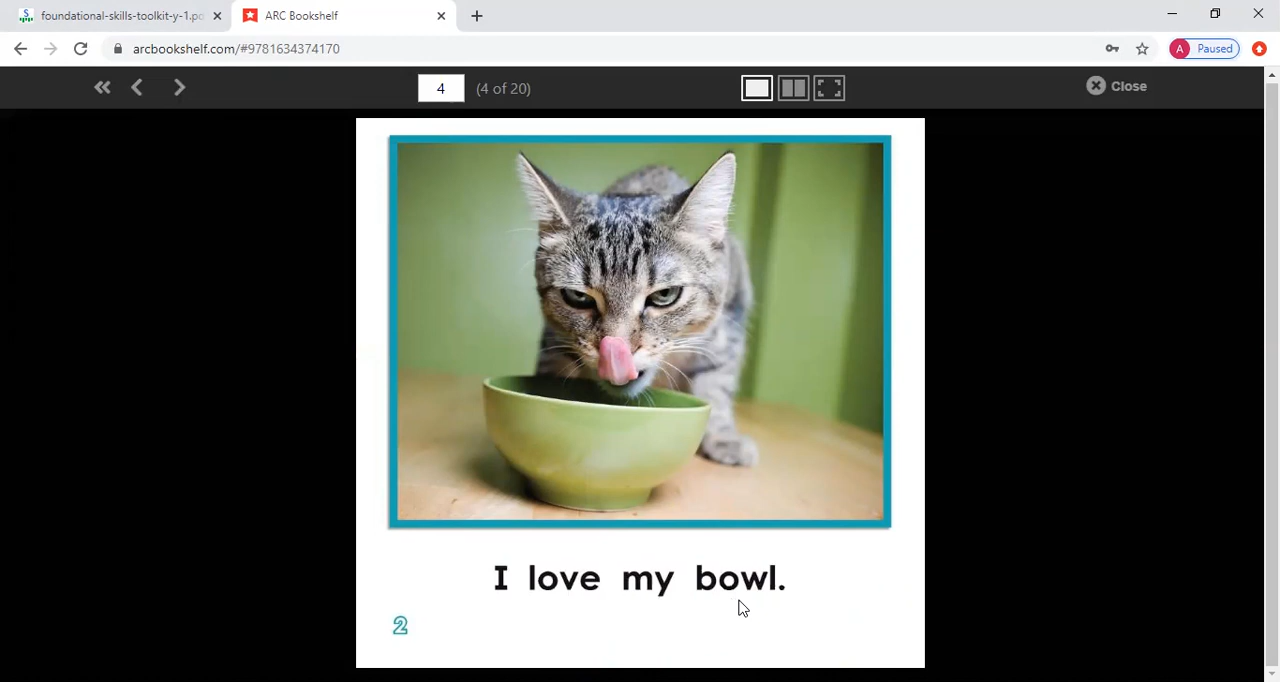 foundational-skills-toolkit-y-1.pd
ARC Bookshelf
arcbookshelf.com/#9781634374170
A
Paused
4
(4 of 20)
Close
I love my bowl.
2